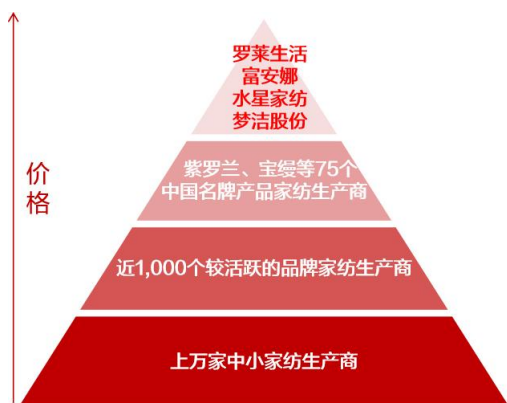 罗莱生活
富安娜
水星家纺
梦洁股份
紫罗兰、宝缦等75个
中国名牌产品家纺生产商
价格
近1,000个较活跃的品牌家纺生产商
上万家中小家纺生产商